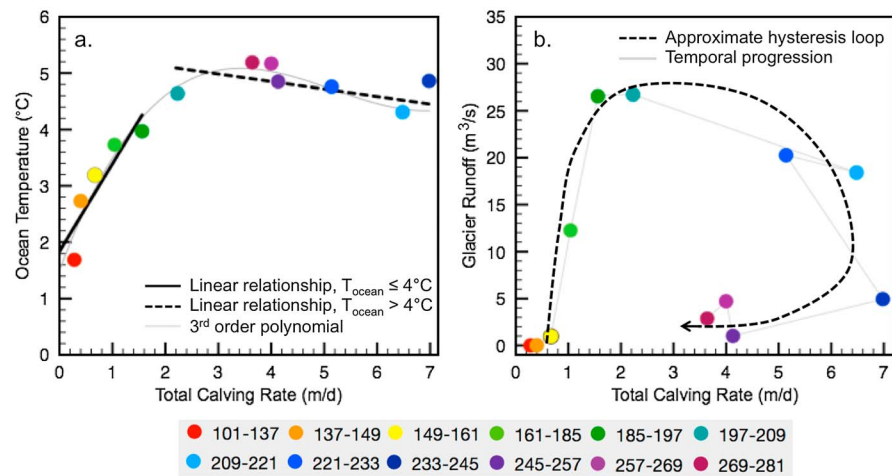 a.
Ocean Temperature (°C)
6
5
4
3
2
1
0
0 1 2 3 4 5 6 7
Total Calving Rate (m/d)
Linear relationship, Tocean ≤ 4°C
Linear relationship, Tocean > 4°C
3rd order polynomial
b.
Approximate hysteresis loop
Temporal progression
Glacier Runoff (m3/s)
35
30
25
20
15
10
5
0
0 1 2 3 4 5 6 7
Total Calving Rate (m/d)
101-137 137-149 149-161 161-185 185-197 197-209
209-221 221-233 233-245 245-257 257-269 269-281